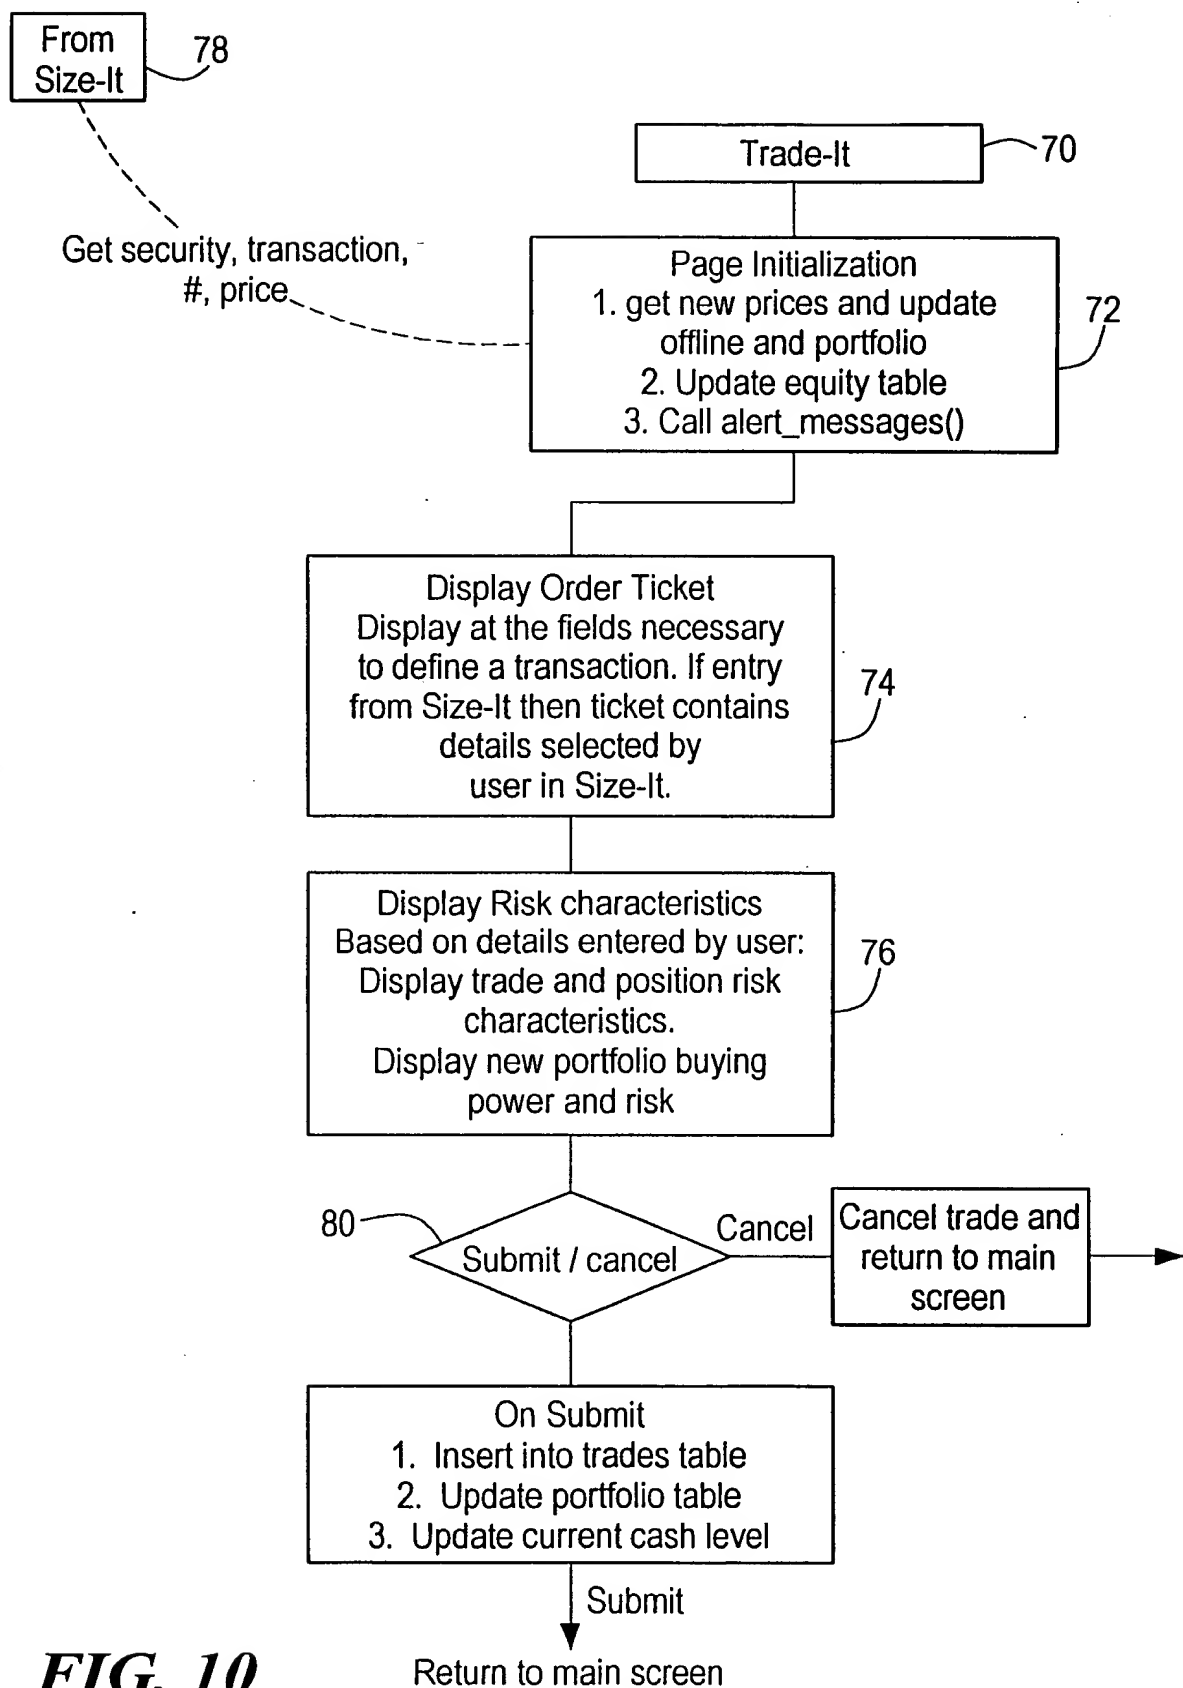 From
Size-It
78
Trade-It
70
Get security, transaction,
#, price
Page Initialization
1. get new prices and update
offline and portfolio
2. Update equity table
3. Call alert_messages()
72
Display Order Ticket
Display at the fields necessary
to define a transaction. If entry
from Size-It then ticket contains
details selected by
user in Size-It.
74
Display Risk characteristics
Based on details entered by user:
Display trade and position risk
characteristics.
Display new portfolio buying
power and risk
76
80
Submit / cancel
Cancel
Cancel trade and
return to main
screen
On Submit
1. Insert into trades table
2. Update portfolio table
3. Update current cash level
Submit
Return to main screen
FIG. 10